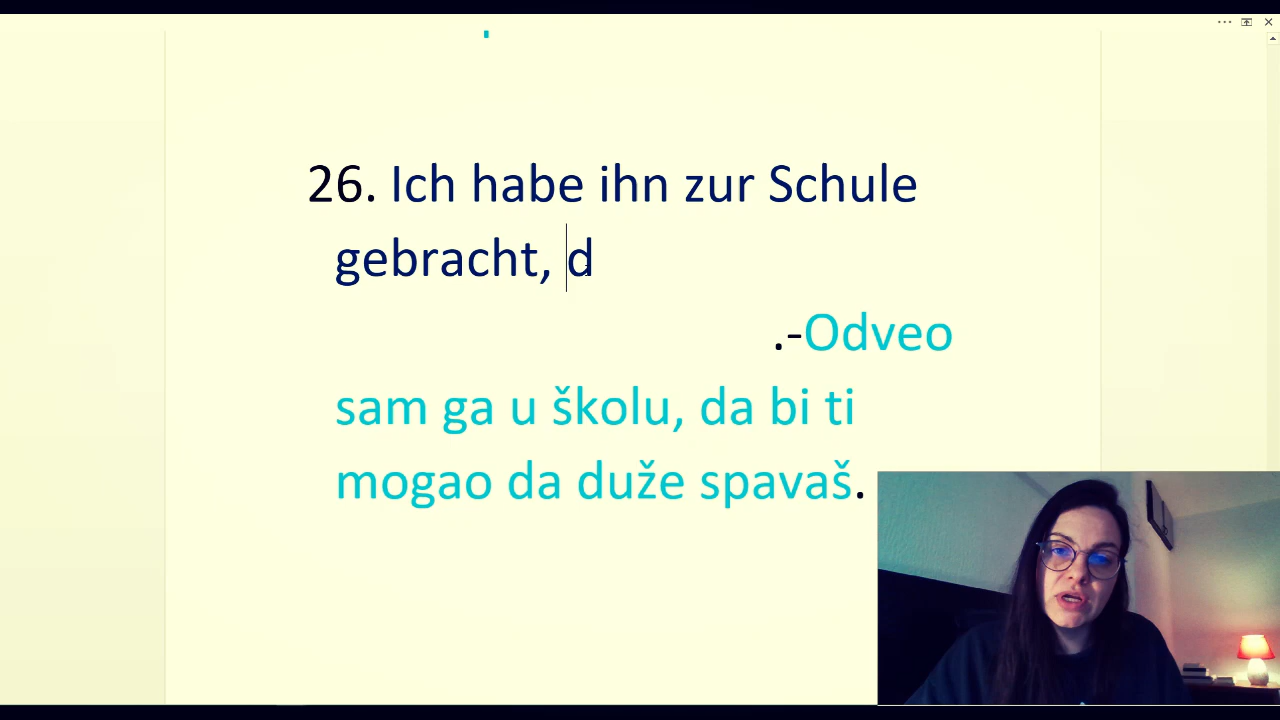 26. Ich habe ihn zur Schule
gebracht, d
.-Odveo
sam ga u školu, da bi ti
mogao da duže spavaš.